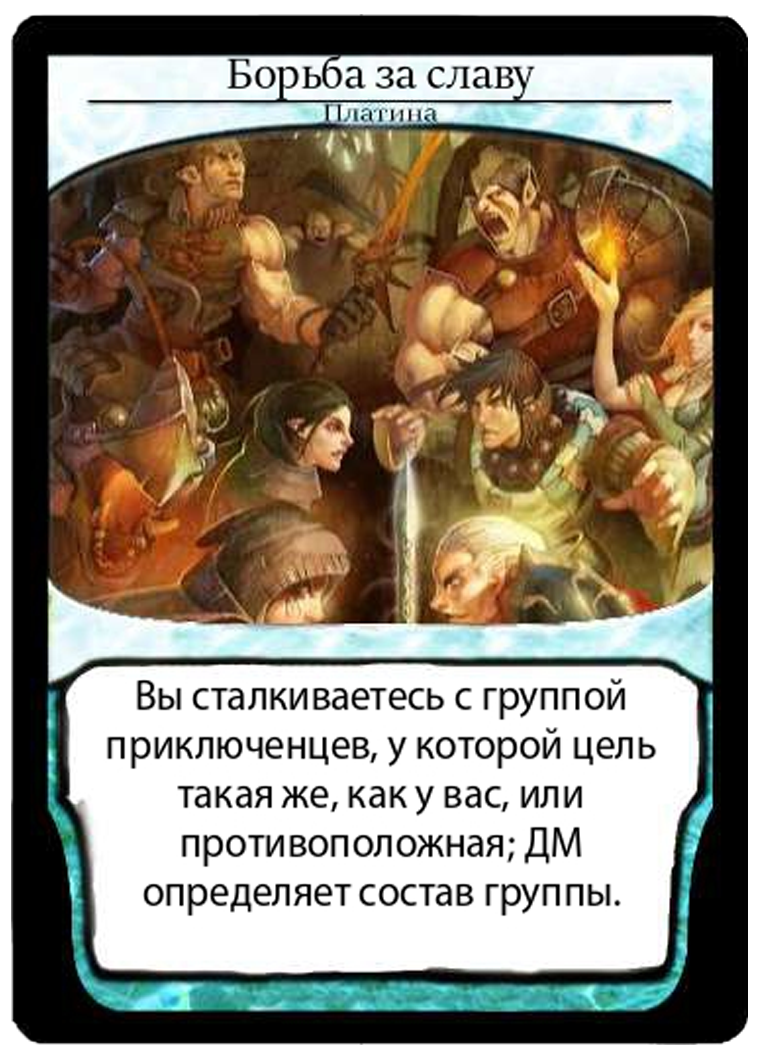 Борьба за славу
Платина
Вы сталкиваетесь с группой
приключенцев, у которой цель
такая же, как у вас, или
противоположная; ДМ
определяет состав группы.